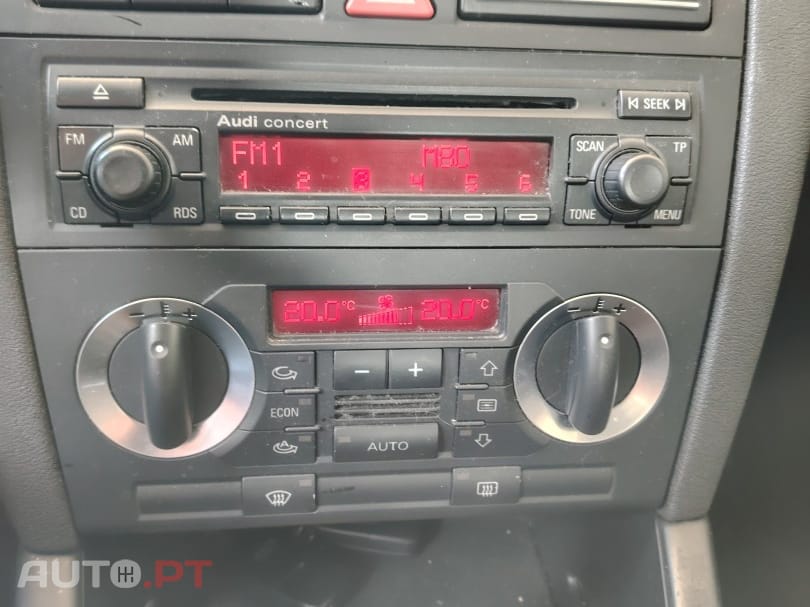 SEEK
Audi concert
FM AM
FM1 M80
SCAN TP
1 2 3 4 5 6
CD RDS
TONE MENU
20.0°C 20.0°C
- +
- +
- +
ECON
A
AUTO
AUTO.PT